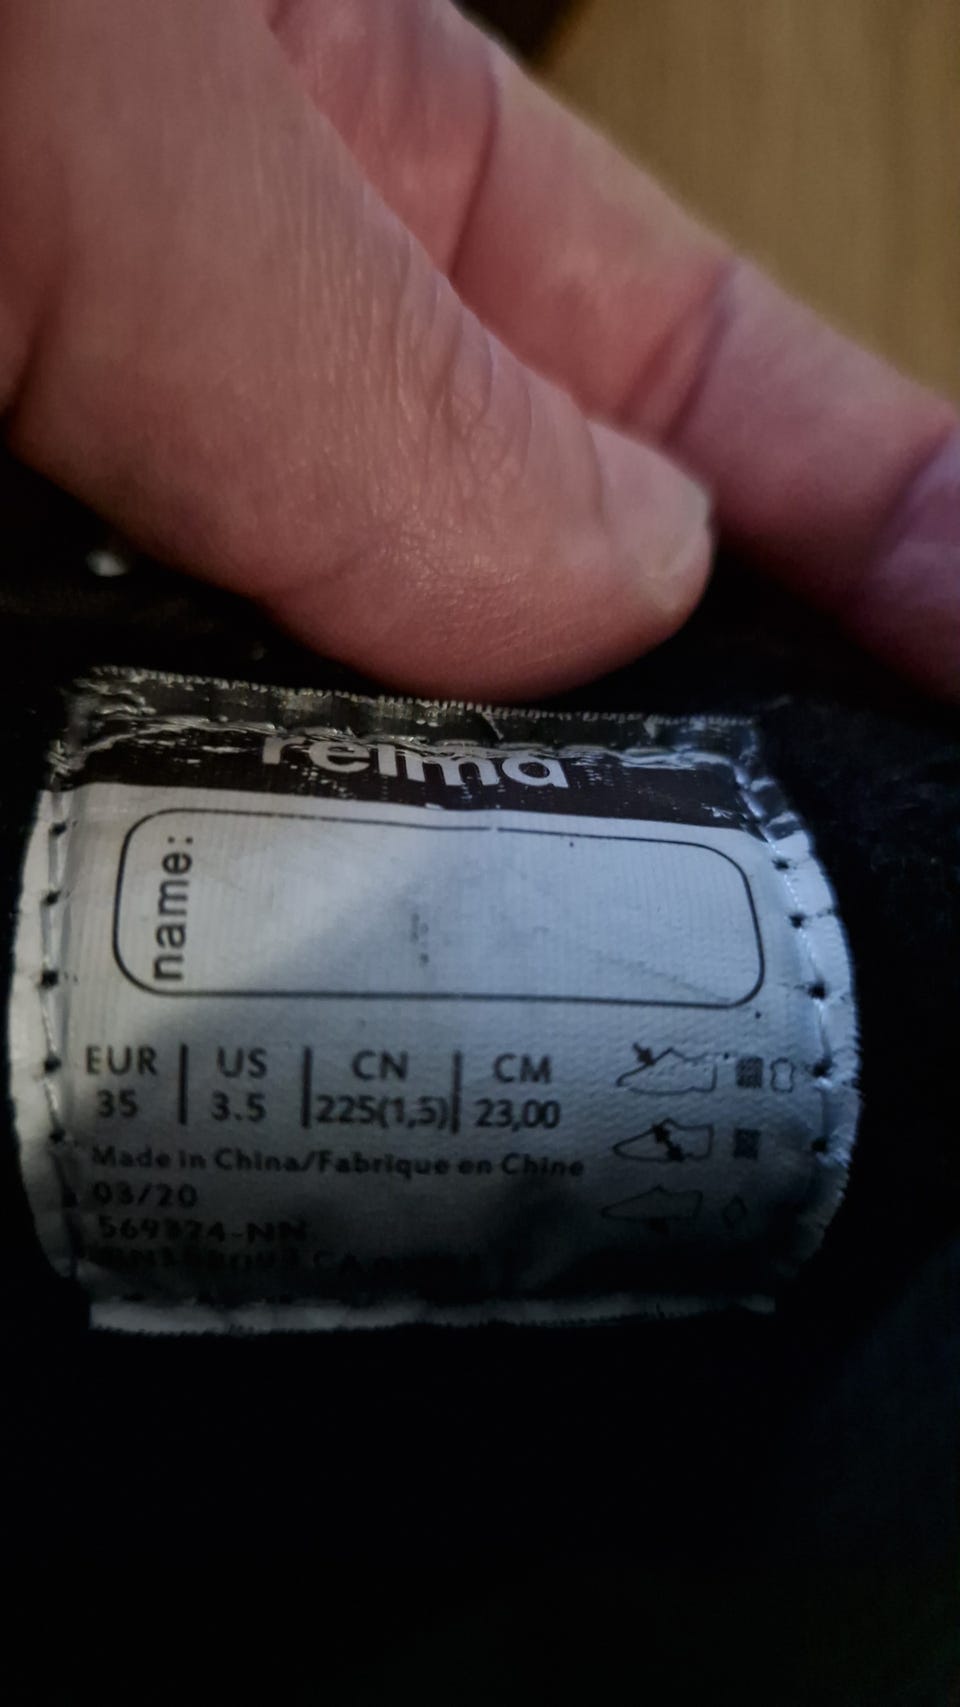 reima
name:
EUR | US | CN | CM
35 | 3.5 | 225(1,5) | 23,00
Made in China/Fabrique en Chine
03/20